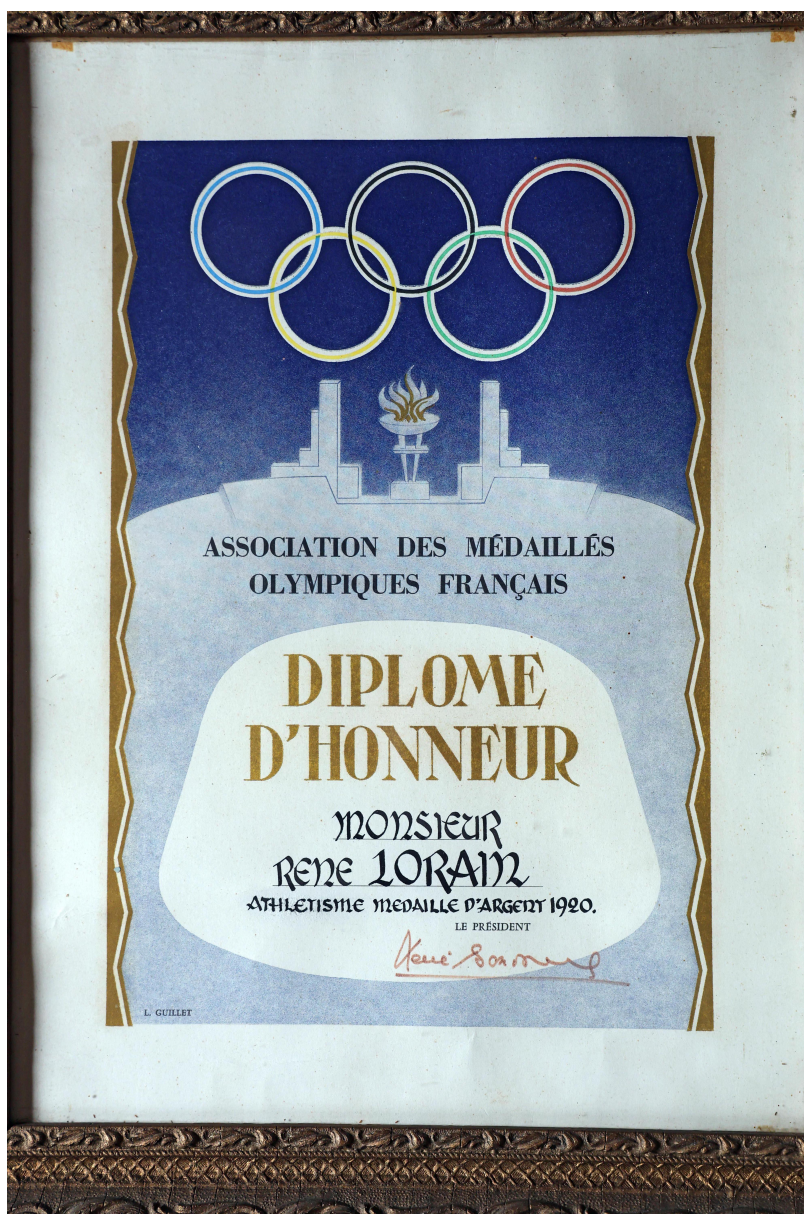 ASSOCIATION DES MÉDAILLÉS
OLYMPIQUES FRANÇAIS
DIPLOME
D'HONNEUR
MONSIEUR
RENE LORAIN
ATHLETISME MEDAILLE D'ARGENT 1920.
LE PRÉSIDENT
L. GUILLET